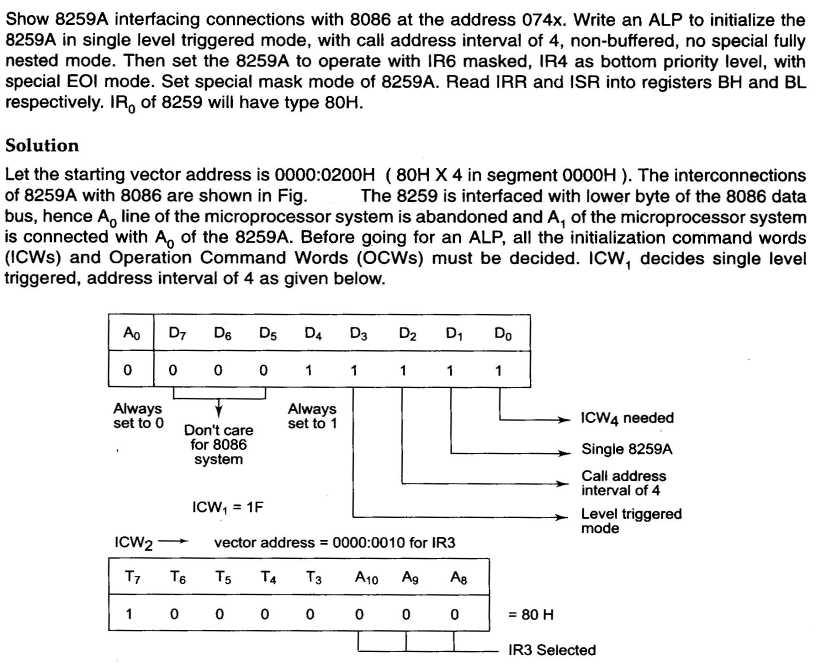 Show 8259A interfacing connections with 8086 at the address 074x. Write an ALP to initialize the
8259A in single level triggered mode, with call address interval of 4, non-buffered, no special fully
nested mode. Then set the 8259A to operate with IR6 masked, IR4 as bottom priority level, with
special EOI mode. Set special mask mode of 8259A. Read IRR and ISR into registers BH and BL
respectively. IR₀ of 8259 will have type 80H.
Solution
Let the starting vector address is 0000:0200H ( 80H X 4 in segment 0000H ). The interconnections
of 8259A with 8086 are shown in Fig. The 8259 is interfaced with lower byte of the 8086 data
bus, hence A₀ line of the microprocessor system is abandoned and A₁ of the microprocessor system
is connected with A₀ of the 8259A. Before going for an ALP, all the initialization command words
(ICWs) and Operation Command Words (OCWs) must be decided. ICW₁ decides single level
triggered, address interval of 4 as given below.
A₀ D₇ D₆ D₅ D₄ D₃ D₂ D₁ D₀
0 0 0 0 1 1 1 1 1
Always
set to 0
Don't care
for 8086
system
Always
set to 1
ICW₄ needed
Single 8259A
Call address
interval of 4
Level triggered
mode
ICW₁ = 1F
ICW₂ → vector address = 0000:0010 for IR3
T₇ T₆ T₅ T₄ T₃ A₁₀ A₉ A₈
1 0 0 0 0 0 0 0 = 80 H
IR3 Selected